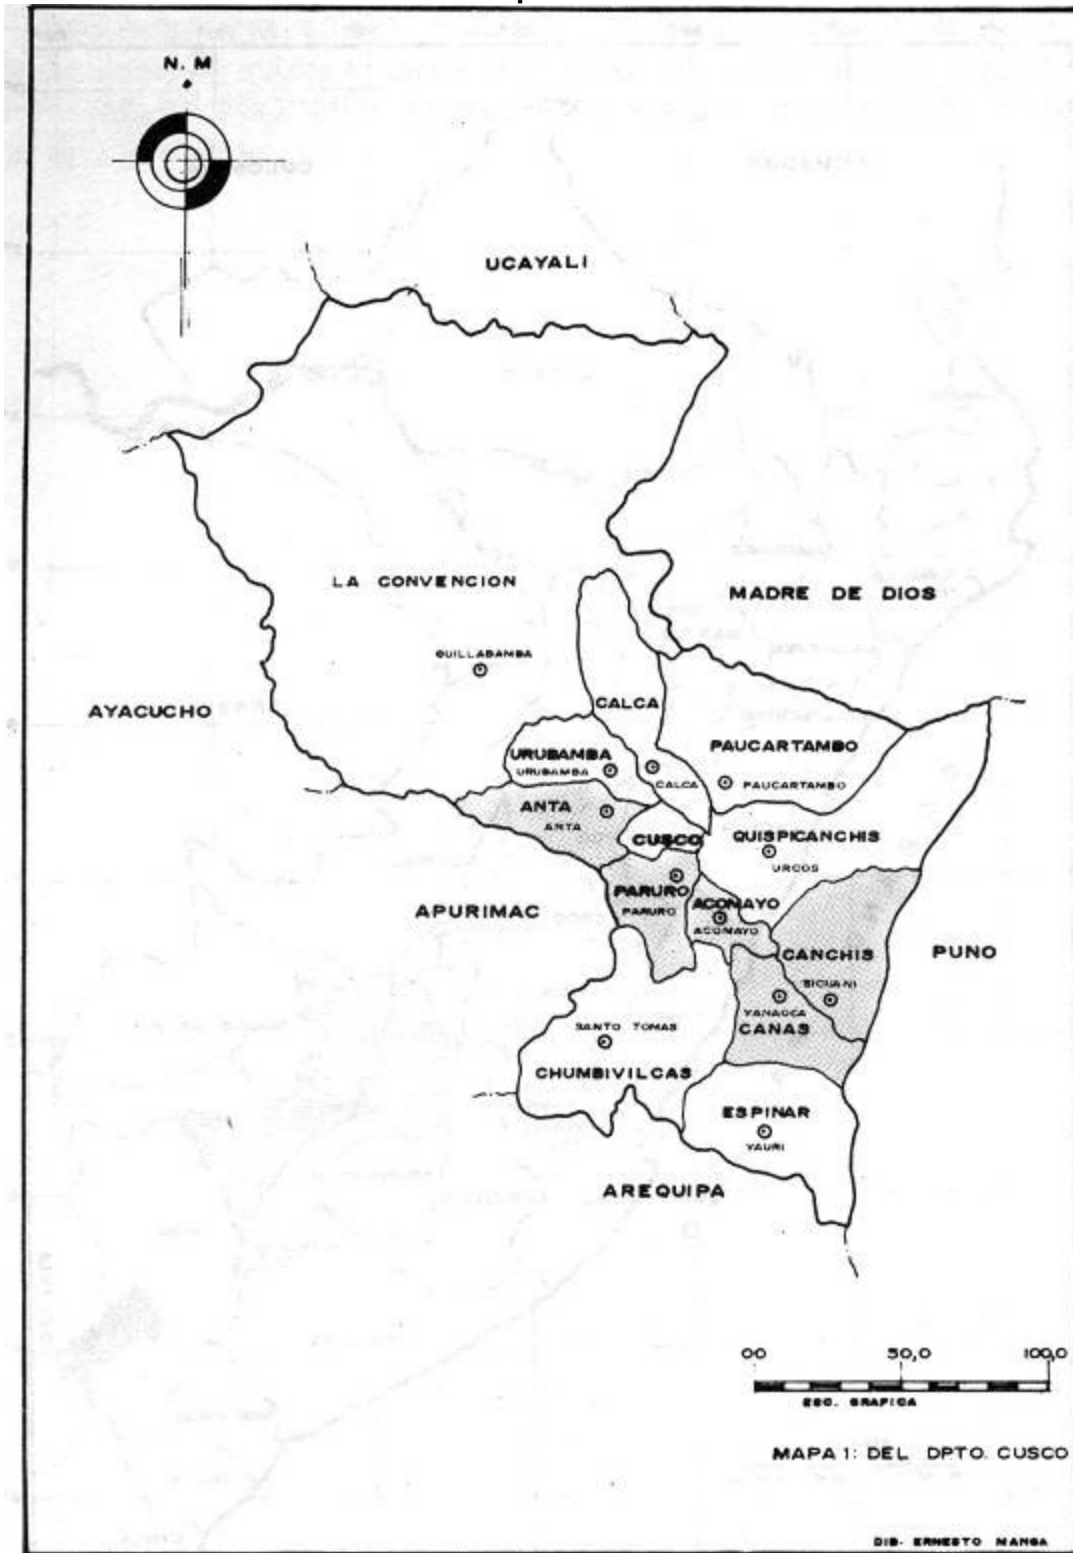 N. M
UCAYALI
LA CONVENCION
MADRE DE DIOS
QUILLABAMBA
AYACUCHO
CALCA
PAUCARTAMBO
URUBAMBA
URUBAMBA
CALCA
PAUCARTAMBO
ANTA
ANTA
CUSCO
QUISPICANCHIS
URCOS
PARURO
PARURO
ACOMAYO
ACOMAYO
APURIMAC
CANCHIS
PUNO
SICUANI
YANAOCA
CANAS
SANTO TOMAS
CHUMBIVILCAS
ESPINAR
YAURI
AREQUIPA
00 50,0 100,0
ESC. GRAFICA
MAPA 1: DEL DPTO. CUSCO
DIB- ERNESTO MANGA